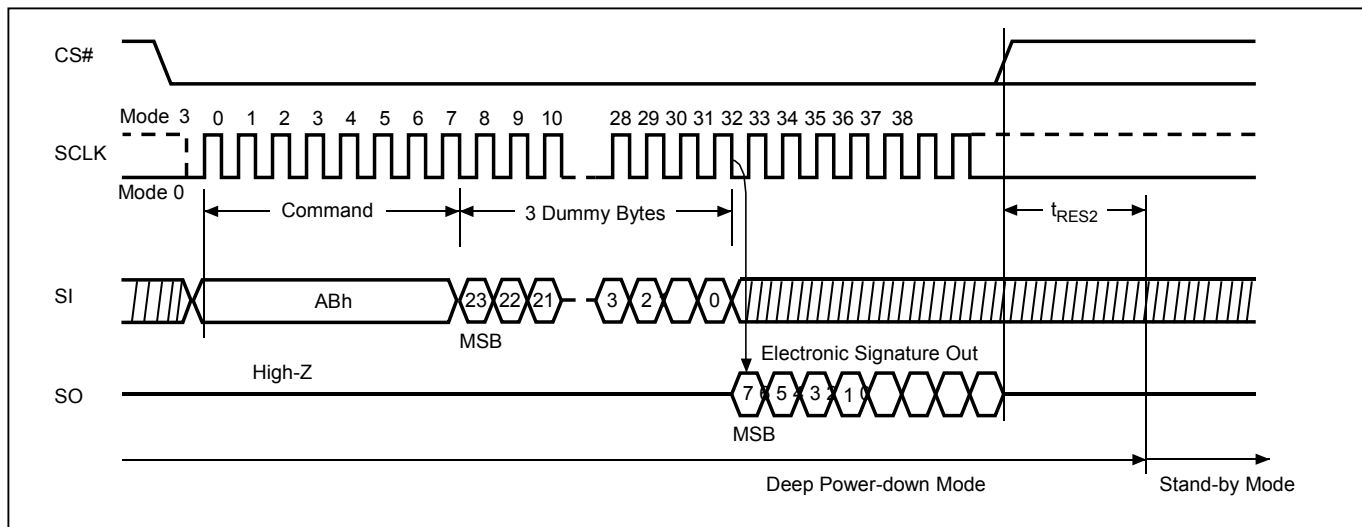 CS#
Mode 3 0 1 2 3 4 5 6 7 8 9 10 28 29 30 31 32 33 34 35 36 37 38
SCLK
Mode 0
Command 3 Dummy Bytes tRES2
SI ABh 23 22 21 3 2 0
MSB
Electronic Signature Out
High-Z
SO 7 6 5 4 3 2 1 0
MSB
Deep Power-down Mode Stand-by Mode